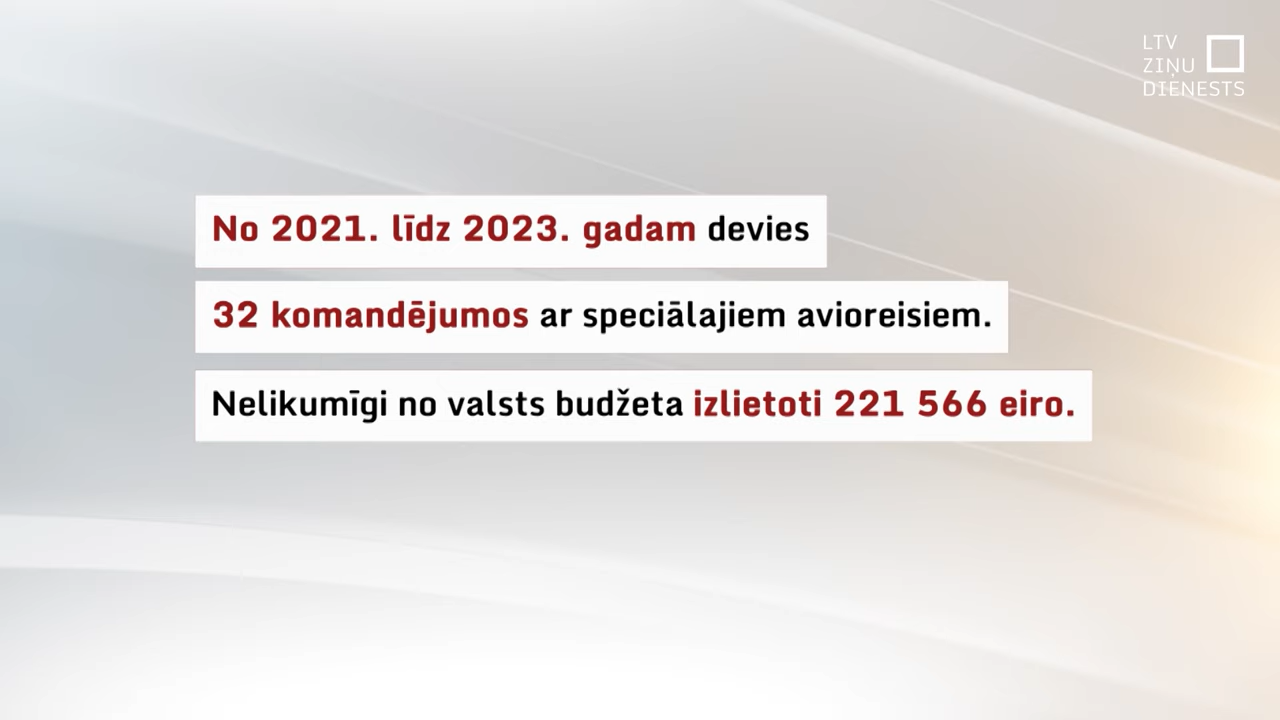 LTV
ZIŅU
DIENESTS
No 2021. līdz 2023. gadam devies
32 komandējumos ar speciālajiem avioreisiem.
Nelikumīgi no valsts budžeta izlietoti 221 566 eiro.